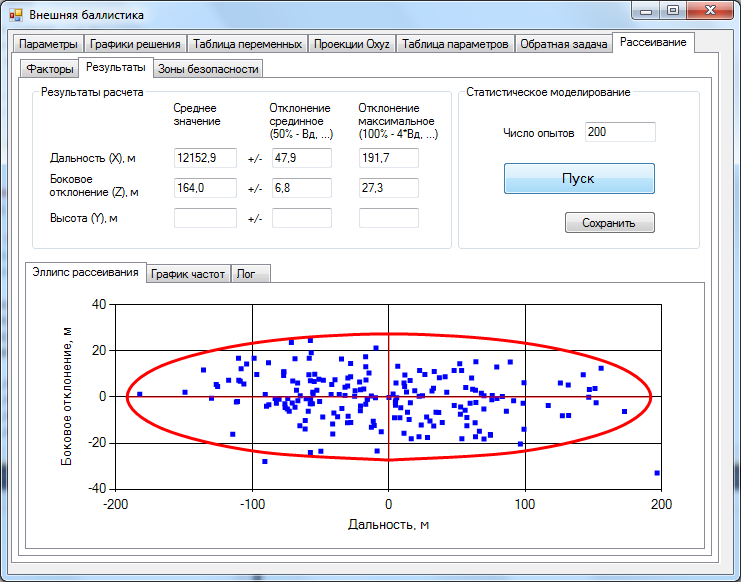 Внешняя баллистика
Параметры Графики решения Таблица переменных Проекции Oxyz Таблица параметров Обратная задача Рассеивание
Факторы Результаты Зоны безопасности
Результаты расчета
Среднее значение
Отклонение срединное (50% - Вд, ...)
Отклонение максимальное (100% - 4*Вд, ...)
Дальность (X), м 12152,9 +/- 47,9 191,7
Боковое отклонение (Z), м 164,0 +/- 6,8 27,3
Высота (Y), м +/-
Статистическое моделирование
Число опытов 200
Пуск
Сохранить
Эллипс рассеивания График частот Лог
Боковое отклонение, м
40
20
0
-20
-40
-200 -100 0 100 200
Дальность, м